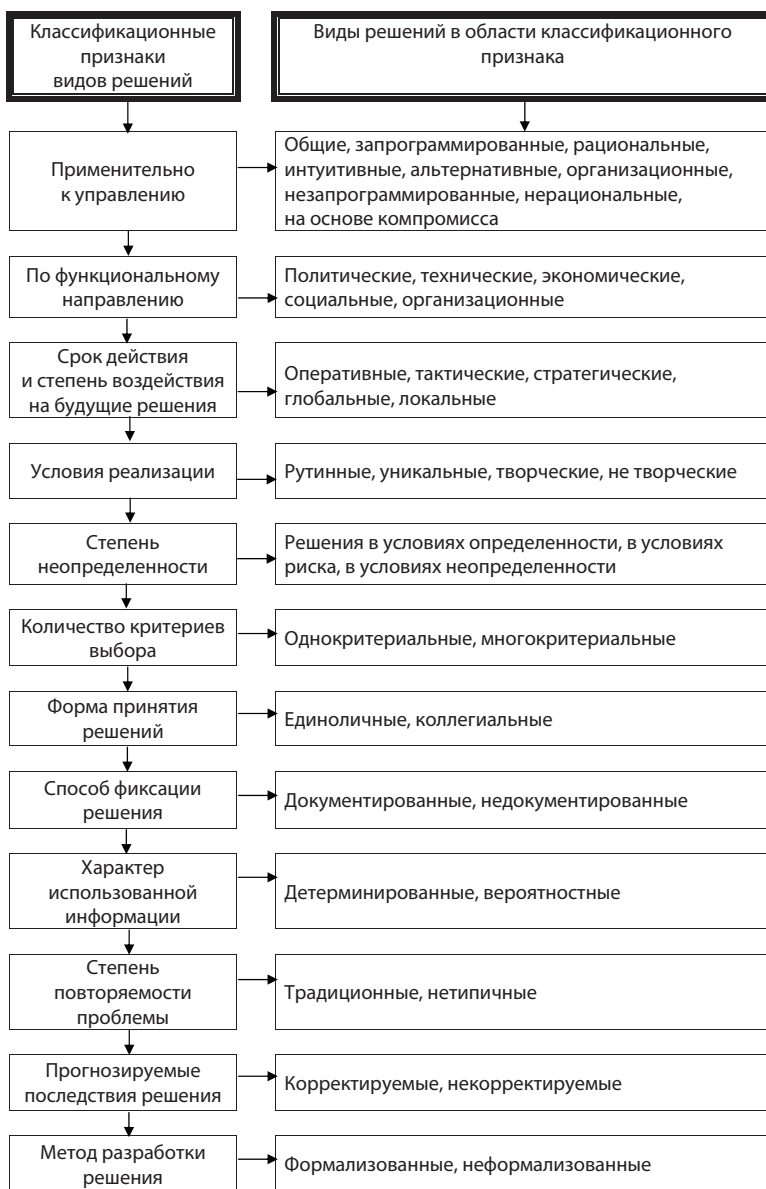 Классификационные
признаки
видов решений
Виды решений в области классификационного
признака
Применительно
к управлению
Общие, запрограммированные, рациональные,
интуитивные, альтернативные, организационные,
незапрограммированные, нерациональные,
на основе компромисса
По функциональному
направлению
Политические, технические, экономические,
социальные, организационные
Срок действия
и степень воздействия
на будущие решения
Оперативные, тактические, стратегические,
глобальные, локальные
Условия реализации
Рутинные, уникальные, творческие, не творческие
Степень
неопределенности
Решения в условиях определенности, в условиях
риска, в условиях неопределенности
Количество критериев
выбора
Однокритериальные, многокритериальные
Форма принятия
решений
Единоличные, коллегиальные
Способ фиксации
решения
Документированные, недокументированные
Характер
использованной
информации
Детерминированные, вероятностные
Степень
повторяемости
проблемы
Традиционные, нетипичные
Прогнозируемые
последствия решения
Корректируемые, некорректируемые
Метод разработки
решения
Формализованные, неформализованные